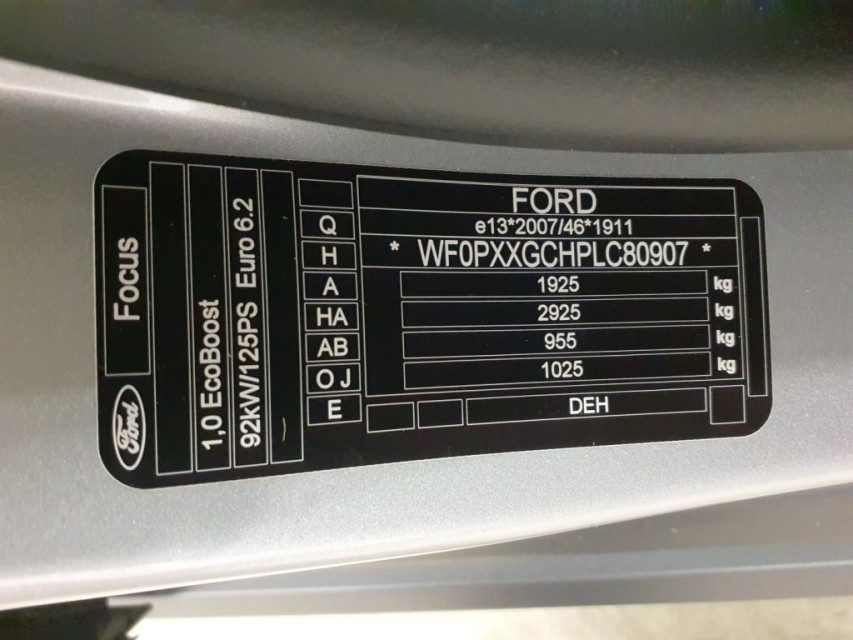 Focus
Ford
1,0 EcoBoost
92kW/125PS Euro 6.2
Q
H
A
HA
AB
O J
E
FORD
e13*2007/46*1911
* WF0PXXGCHPLC80907 *
1925 kg
2925 kg
955 kg
1025 kg
DEH